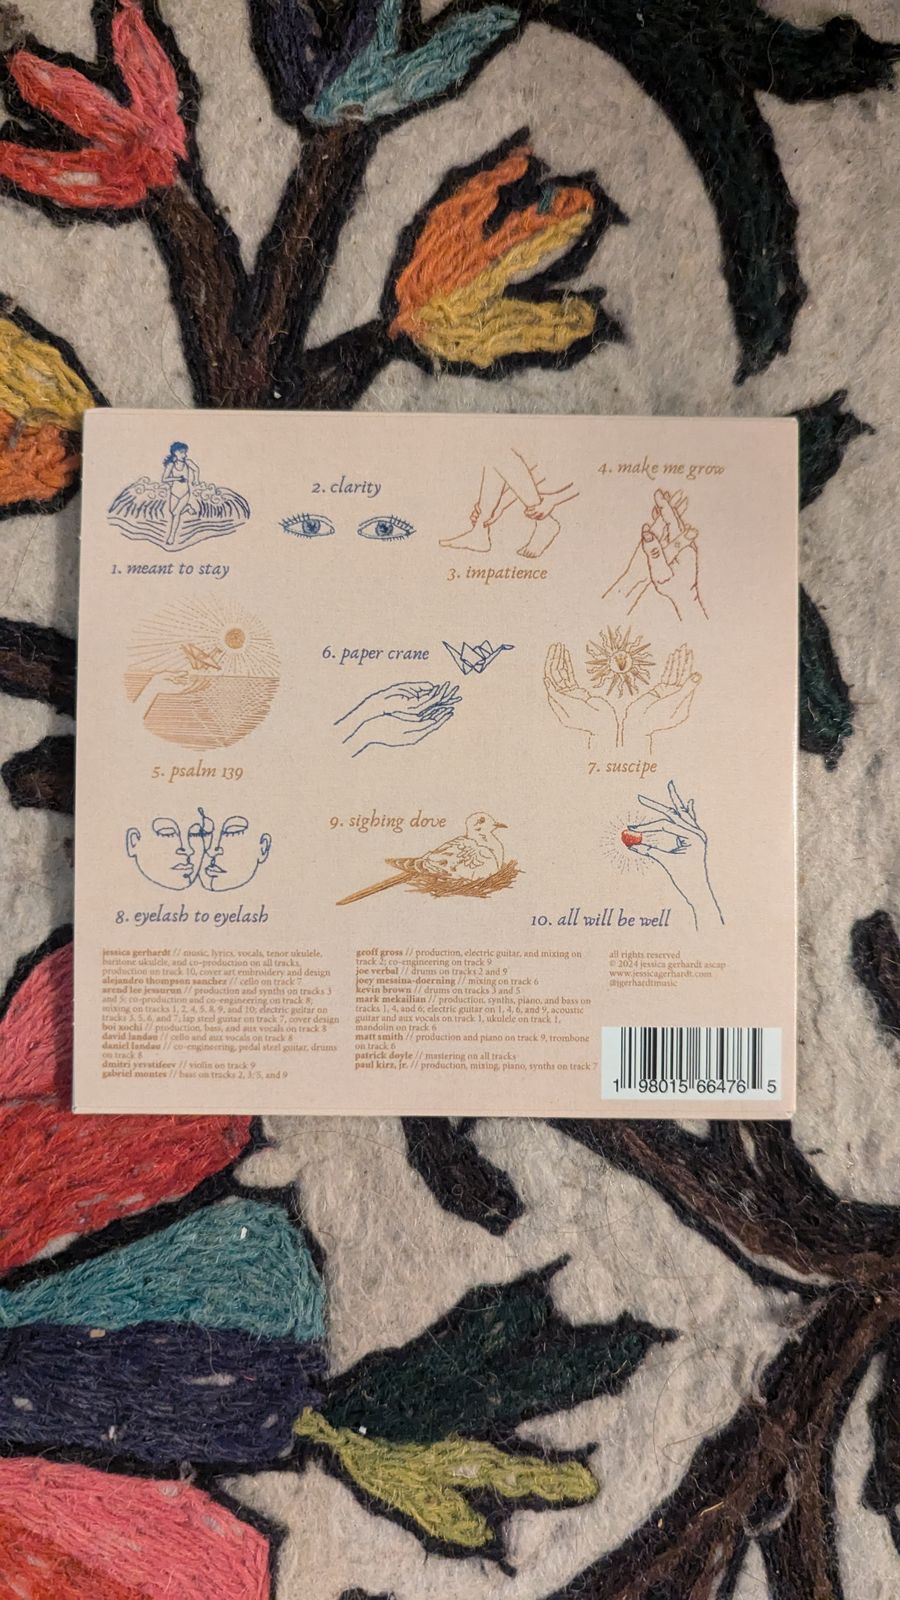 1. meant to stay
2. clarity
3. impatience
4. make me grow
5. psalm 139
6. paper crane
7. suscipe
8. eyelash to eyelash
9. sighing dove
10. all will be well
jessica gerhardt // music, lyrics, vocals, tenor ukulele,
baritone ukulele, and co-production on all tracks,
production on track 10, cover art embroidery and design
alejandro thompson sanchez // cello on track 7
arend lee jessurun // production and synths on tracks 3
and 5; co-production and co-engineering on track 8;
mixing on tracks 1, 2, 4, 5, 8, 9, and 10; electric guitar on
tracks 3, 5, 6, and 7; lap steel guitar on track 7, cover design
boi xochi // production, bass, and aux vocals on track 8
david landau // cello and aux vocals on track 8
daniel landau // co-engineering, pedal steel guitar, drums
on track 8
dmitri yevstifeev // violin on track 9
gabriel montes // bass on tracks 2, 3, 5, and 9
geoff gross // production, electric guitar, and mixing on
track 2; co-engineering on track 9
joe verbal // drums on tracks 2 and 9
joey messina-doerning // mixing on track 6
kevin brown // drums on tracks 3 and 5
mark mekailian // production, synths, piano, and bass on
tracks 1, 4, and 6; electric guitar on 1, 4, 6, and 9, acoustic
guitar and aux vocals on track 1, ukulele on track 1,
mandolin on track 6
matt smith // production and piano on track 9, trombone
on track 6
patrick doyle // mastering on all tracks
paul kirz, jr. // production, mixing, piano, synths on track 7
all rights reserved
© 2024 jessica gerhardt ascap
www.jessicagerhardt.com
@jgerhardtmusic
1 98015 66476 5